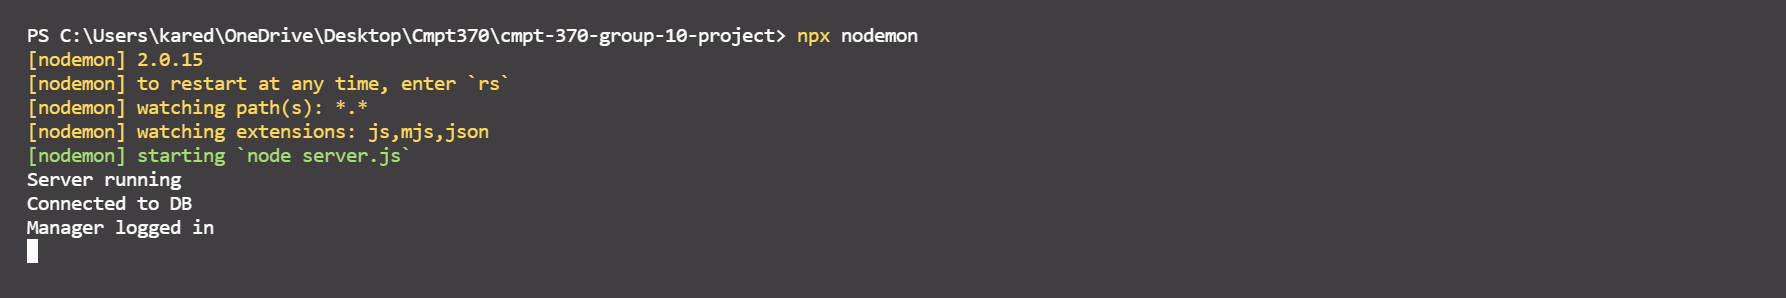 PS C:\Users\kared\OneDrive\Desktop\Cmpt370\cmpt-370-group-10-project> npx nodemon
[nodemon] 2.0.15
[nodemon] to restart at any time, enter `rs`
[nodemon] watching path(s): *.*
[nodemon] watching extensions: js,mjs,json
[nodemon] starting `node server.js`
Server running
Connected to DB
Manager logged in